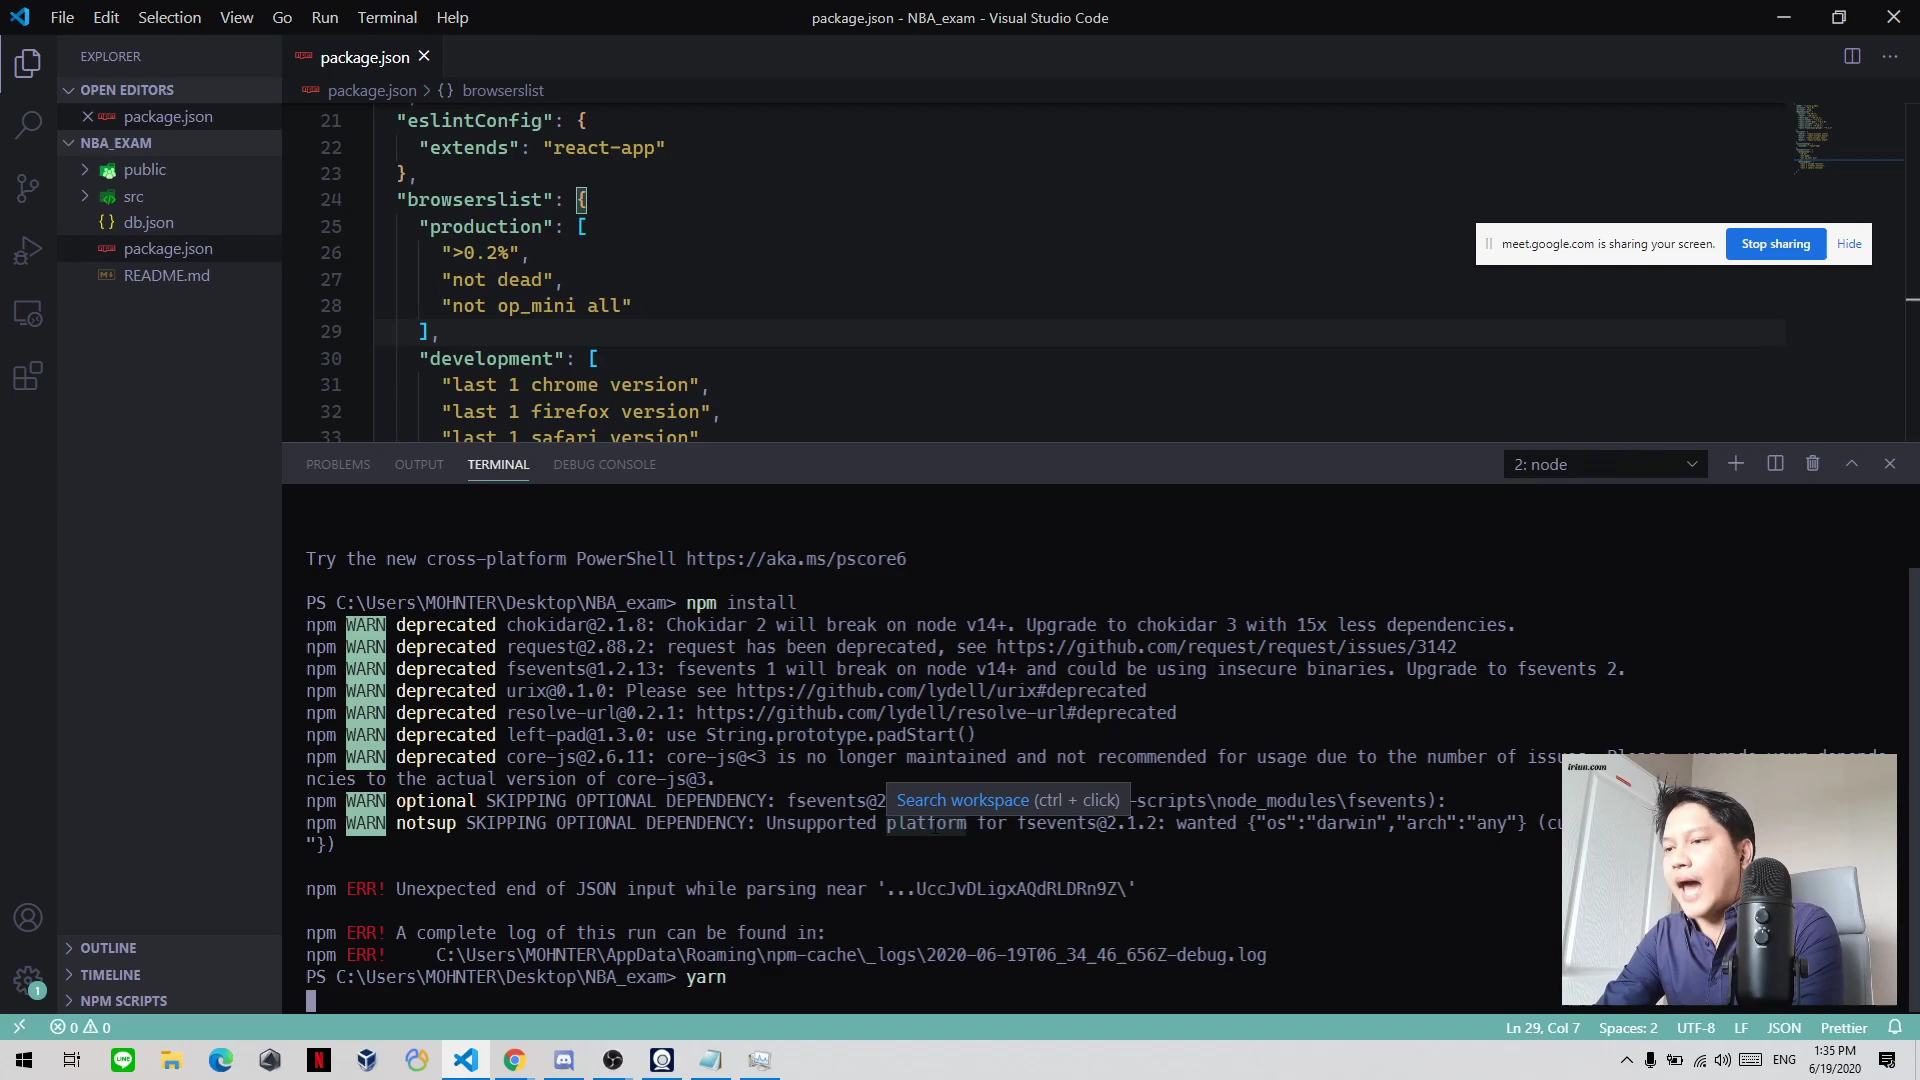 File Edit Selection View Go Run Terminal Help
package.json - NBA_exam - Visual Studio Code
EXPLORER
OPEN EDITORS
package.json
NBA_EXAM
public
src
db.json
package.json
README.md
OUTLINE
TIMELINE
NPM SCRIPTS
package.json
package.json > {} browserslist
21 "eslintConfig": {
22 "extends": "react-app"
23 },
24 "browserslist": {
25 "production": [
26 ">0.2%",
27 "not dead",
28 "not op_mini all"
29 ],
30 "development": [
31 "last 1 chrome version",
32 "last 1 firefox version",
33 "last 1 safari version"
meet.google.com is sharing your screen. Stop sharing Hide
PROBLEMS OUTPUT TERMINAL DEBUG CONSOLE
2: node
Try the new cross-platform PowerShell https://aka.ms/pscore6
PS C:\Users\MOHNTER\Desktop\NBA_exam> npm install
npm WARN deprecated chokidar@2.1.8: Chokidar 2 will break on node v14+. Upgrade to chokidar 3 with 15x less dependencies.
npm WARN deprecated request@2.88.2: request has been deprecated, see https://github.com/request/request/issues/3142
npm WARN deprecated fsevents@1.2.13: fsevents 1 will break on node v14+ and could be using insecure binaries. Upgrade to fsevents 2.
npm WARN deprecated urix@0.1.0: Please see https://github.com/lydell/urix#deprecated
npm WARN deprecated resolve-url@0.2.1: https://github.com/lydell/resolve-url#deprecated
npm WARN deprecated left-pad@1.3.0: use String.prototype.padStart()
npm WARN deprecated core-js@2.6.11: core-js@<3 is no longer maintained and not recommended for usage due to the number of issues. Please, upgrade your depende
ncies to the actual version of core-js@3.
npm WARN optional SKIPPING OPTIONAL DEPENDENCY: fsevents@2 -scripts\node_modules\fsevents):
Search workspace (ctrl + click)
npm WARN notsup SKIPPING OPTIONAL DEPENDENCY: Unsupported platform for fsevents@2.1.2: wanted {"os":"darwin","arch":"any"} (cu
"})
npm ERR! Unexpected end of JSON input while parsing near '...UccJvDLigxAQdRLDRn9Z\'
npm ERR! A complete log of this run can be found in:
npm ERR! C:\Users\MOHNTER\AppData\Roaming\npm-cache\_logs\2020-06-19T06_34_46_656Z-debug.log
PS C:\Users\MOHNTER\Desktop\NBA_exam> yarn
iriun.com
1
0 0
Ln 29, Col 7 Spaces: 2 UTF-8 LF JSON Prettier
LINE
N
ENG
1:35 PM
6/19/2020